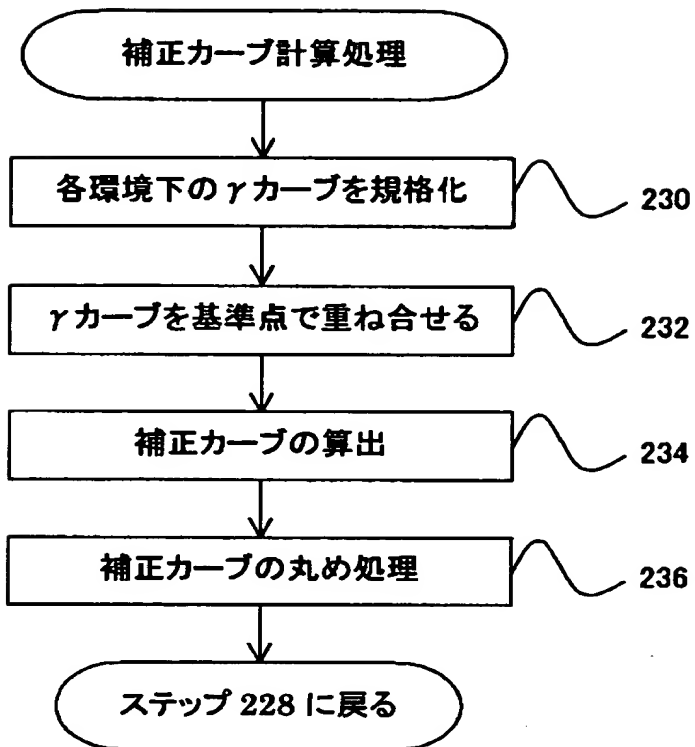 補正カーブ計算処理
各環境下のγカーブを規格化
230
γカーブを基準点で重ね合せる
232
補正カーブの算出
234
補正カーブの丸め処理
236
ステップ 228 に戻る